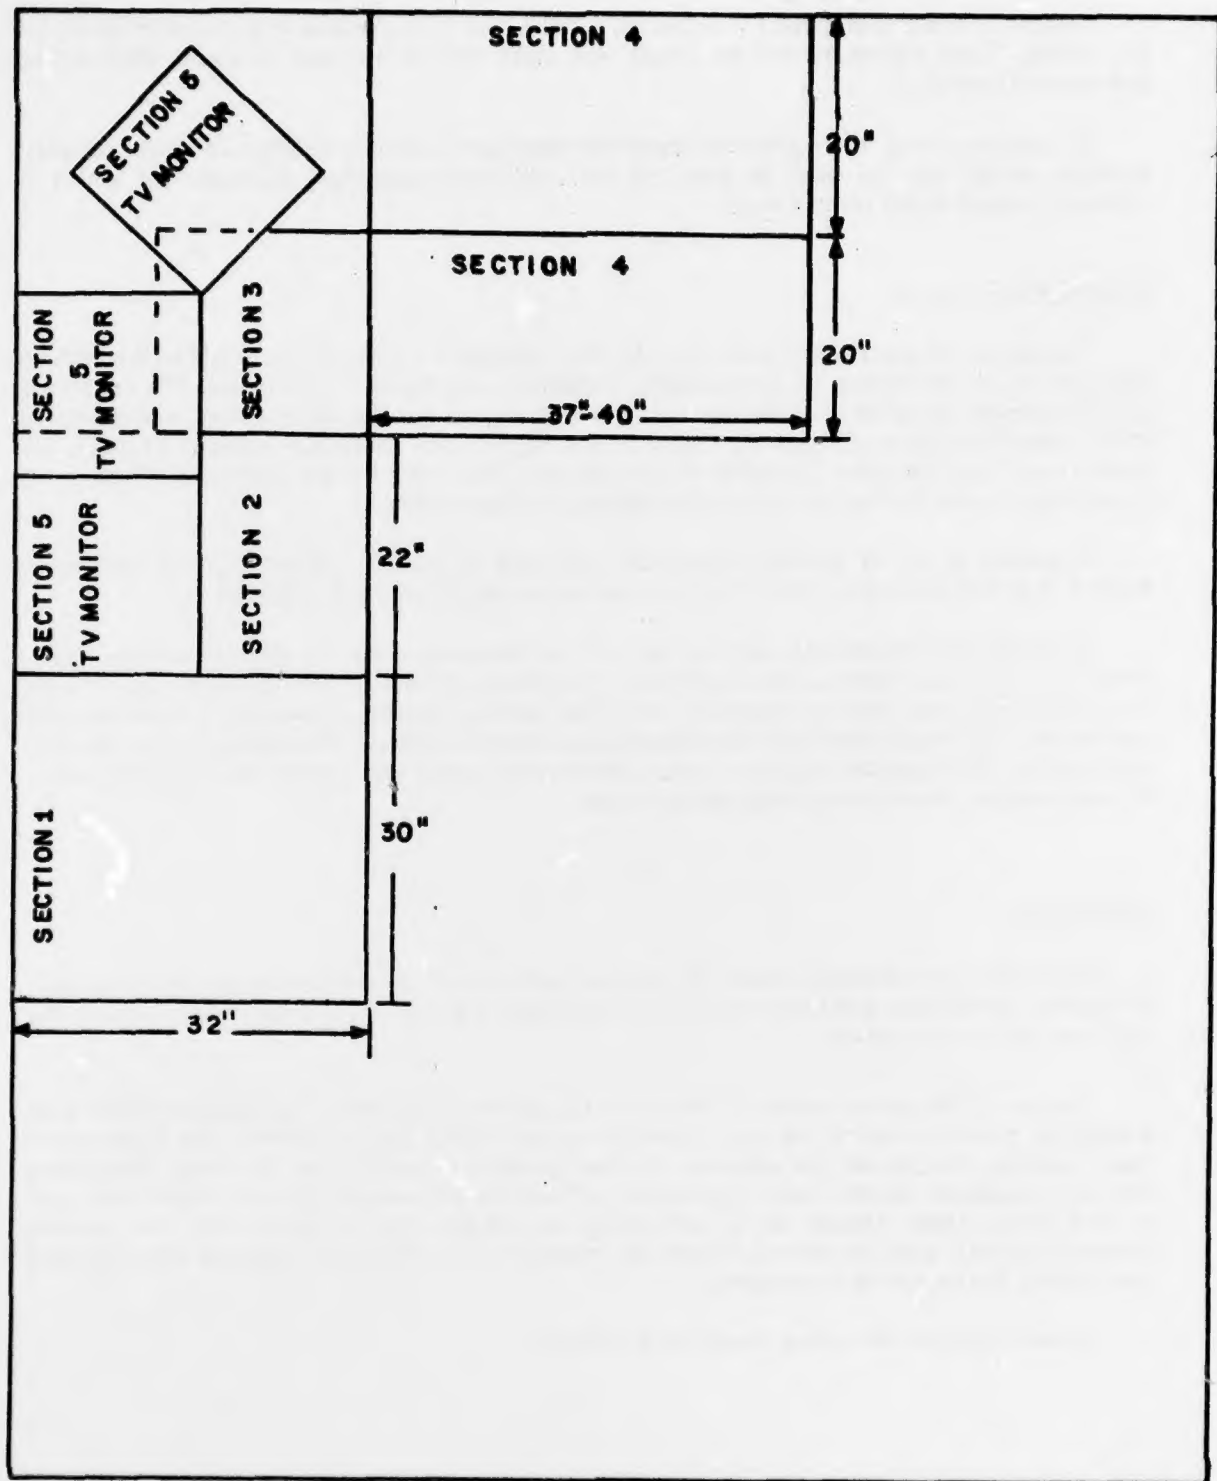 SECTION 4
SECTION 5
TV MONITOR
20"
SECTION 4
SECTION
5
TV MONITOR
SECTION 3
20"
37"-40"
SECTION 5
TV MONITOR
SECTION 2
22"
SECTION 1
30"
32"